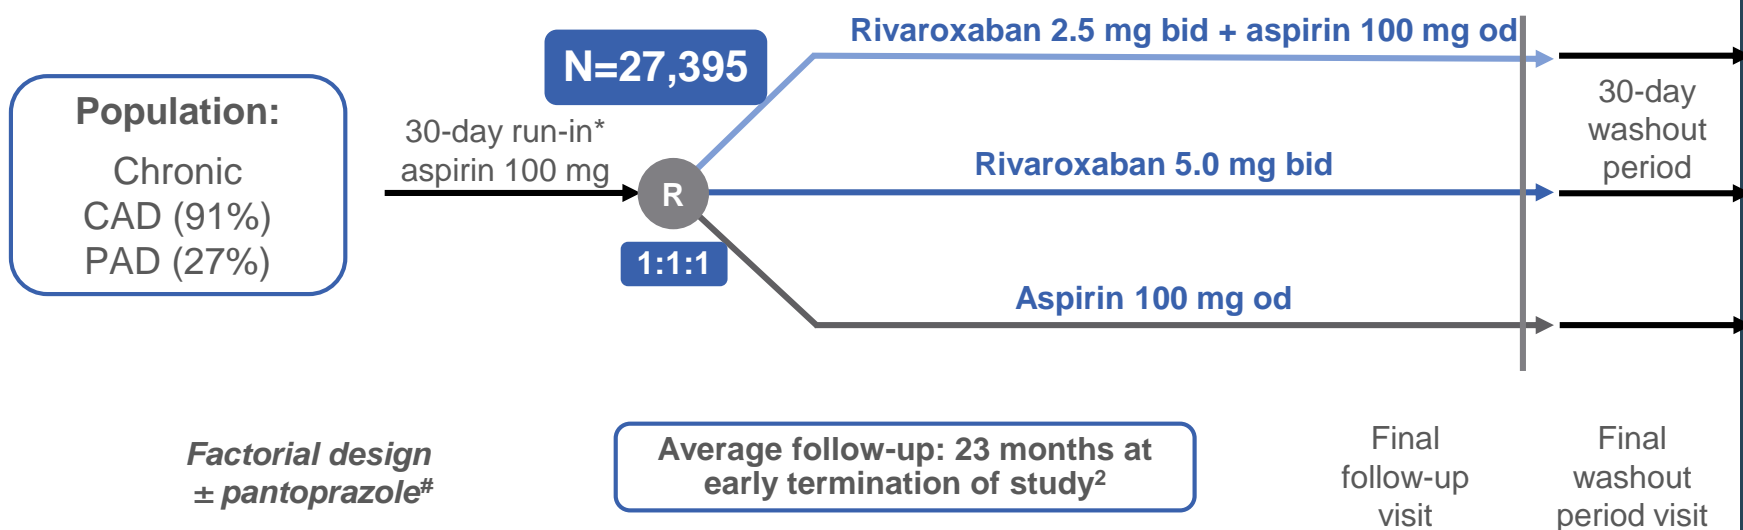 Population:
Chronic
CAD (91%)
PAD (27%)
30-day run-in*
aspirin 100 mg
N=27,395
R
1:1:1
Rivaroxaban 2.5 mg bid + aspirin 100 mg od
Rivaroxaban 5.0 mg bid
Aspirin 100 mg od
30-day
washout
period
Factorial design
± pantoprazole#
Average follow-up: 23 months at
early termination of study2
Final
follow-up
visit
Final
washout
period visit